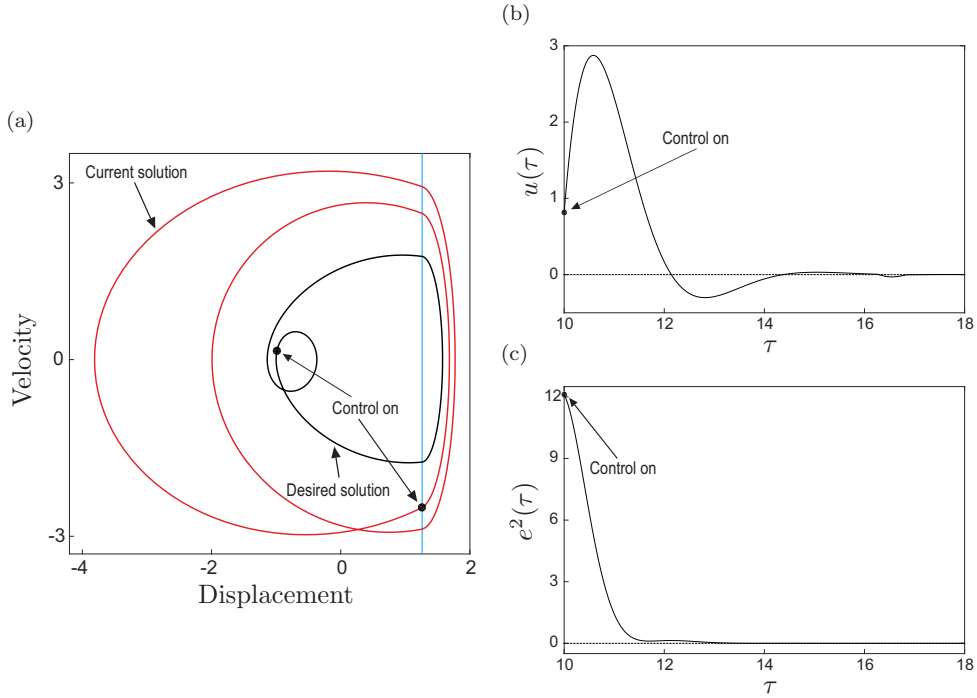 (a)
Velocity
3
0
-3
-4
-2
0
2
Displacement
Current solution
Control on
Desired solution
(b)
u(τ)
3
2
1
0
10
12
14
16
18
τ
Control on
(c)
e²(τ)
12
9
6
3
0
10
12
14
16
18
τ
Control on